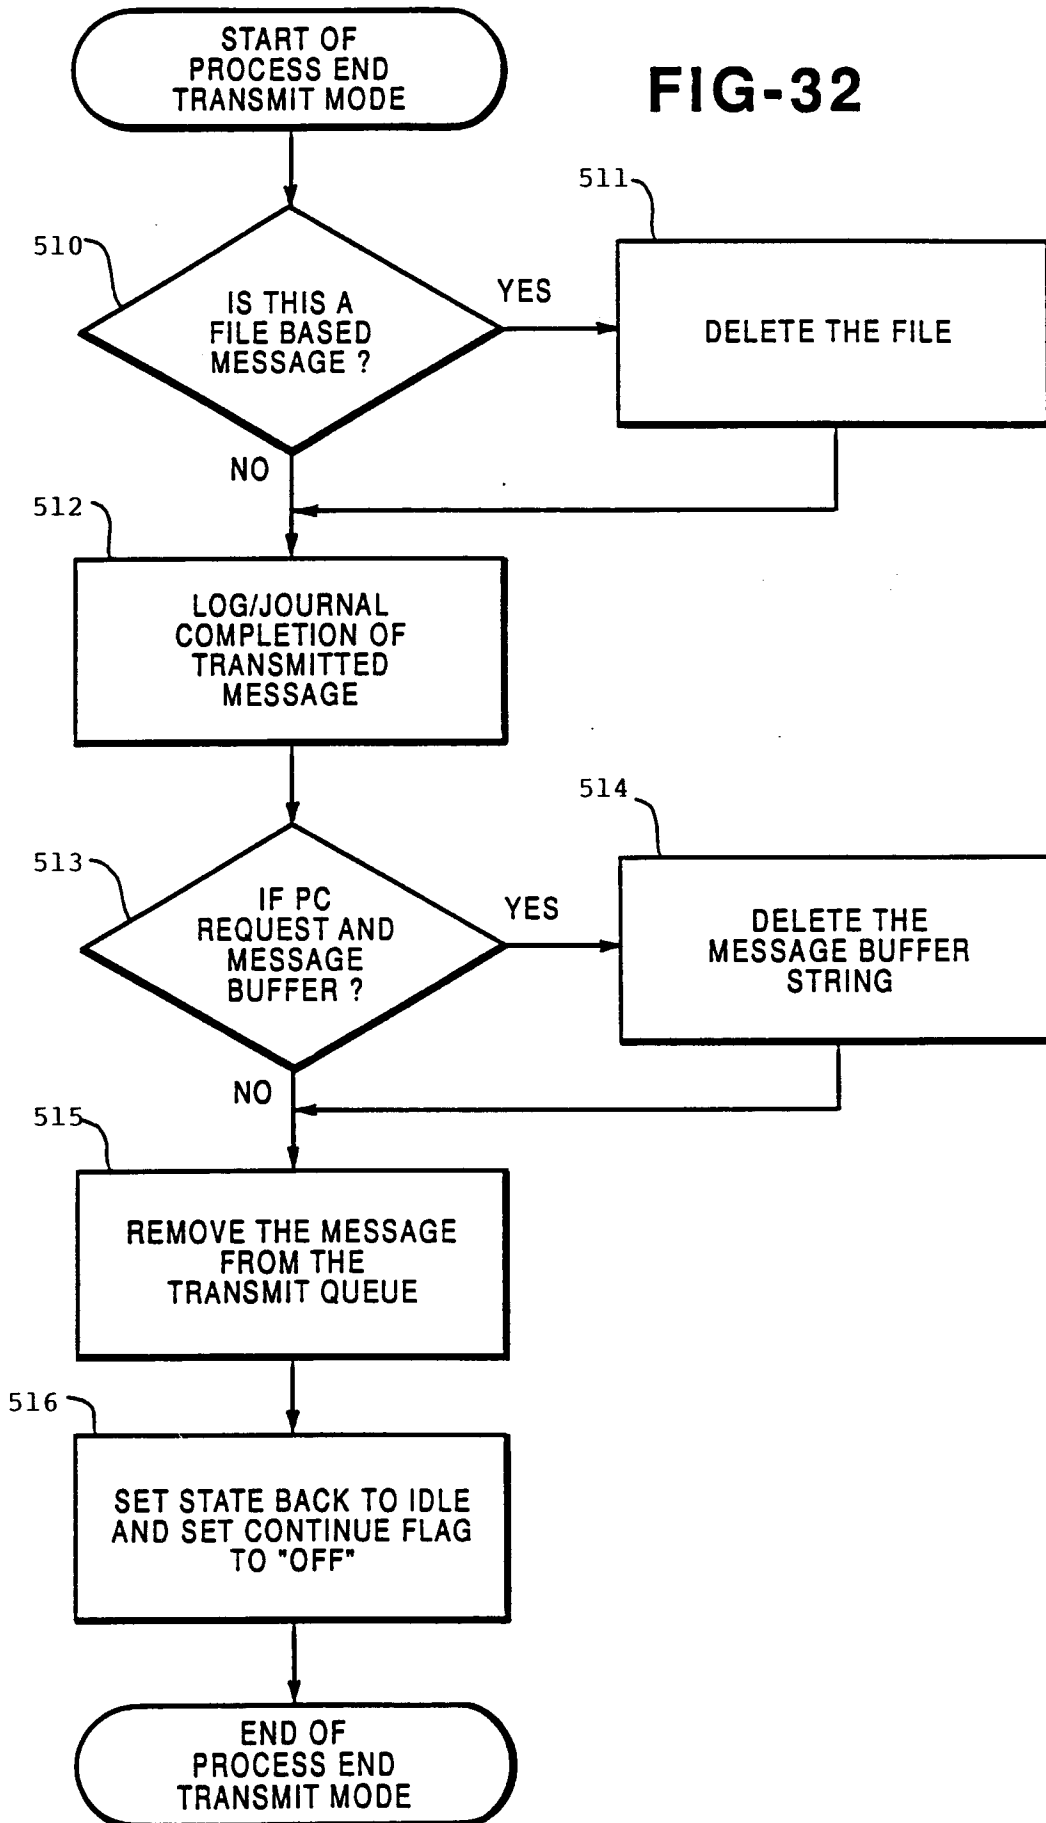 START OF
PROCESS END
TRANSMIT MODE
FIG-32
511
510
IS THIS A
FILE BASED
MESSAGE ?
YES
DELETE THE FILE
NO
512
LOG/JOURNAL
COMPLETION OF
TRANSMITTED
MESSAGE
514
513
IF PC
REQUEST AND
MESSAGE
BUFFER ?
YES
DELETE THE
MESSAGE BUFFER
STRING
NO
515
REMOVE THE MESSAGE
FROM THE
TRANSMIT QUEUE
516
SET STATE BACK TO IDLE
AND SET CONTINUE FLAG
TO "OFF"
END OF
PROCESS END
TRANSMIT MODE